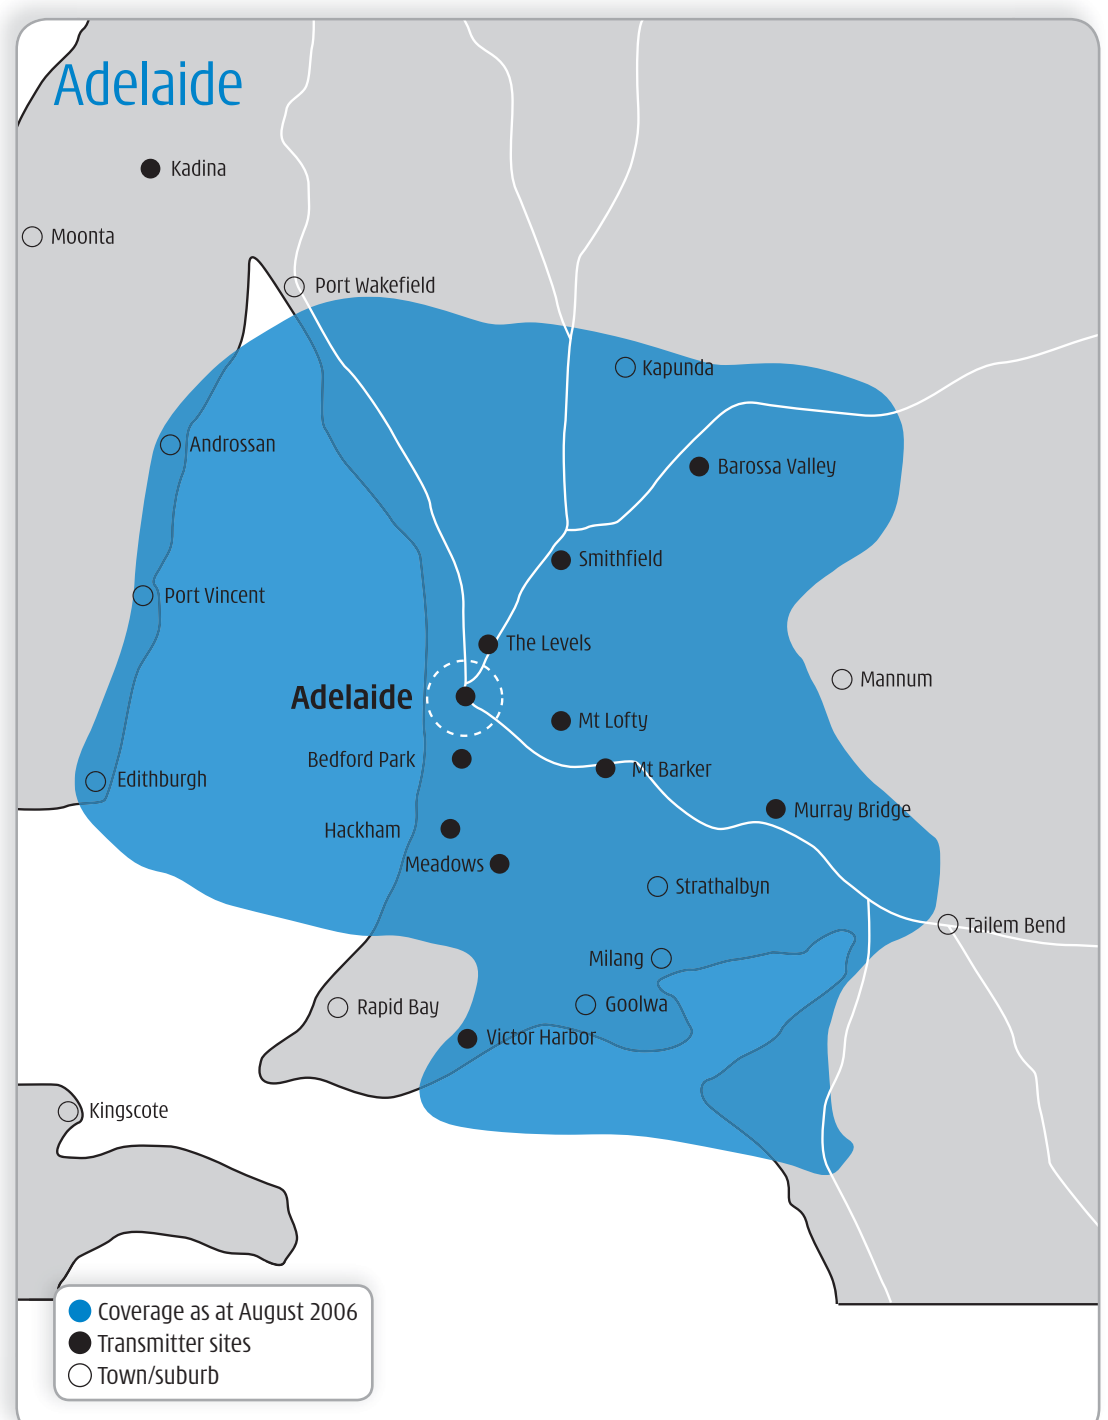 Adelaide
Kadina
Moonta
Port Wakefield
Kapunda
Androssan
Barossa Valley
Smithfield
Port Vincent
The Levels
Mannum
Adelaide
Mt Lofty
Bedford Park
Mt Barker
Edithburgh
Murray Bridge
Hackham
Meadows
Strathalbyn
Tailem Bend
Milang
Goolwa
Rapid Bay
Victor Harbor
Kingscote
Coverage as at August 2006
Transmitter sites
Town/suburb